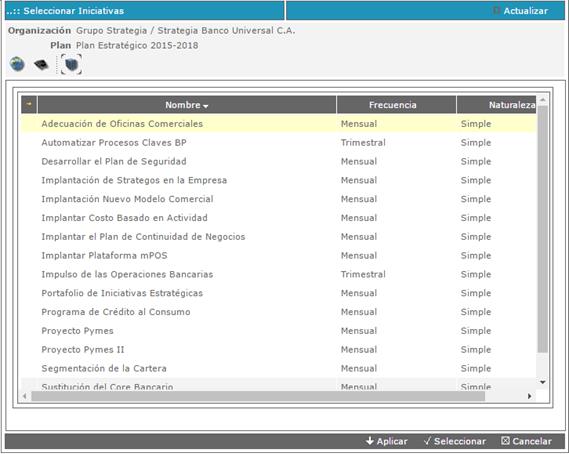 ..:: Seleccionar Iniciativas Actualizar
Organización Grupo Strategia / Strategia Banco Universal C.A.
Plan Plan Estratégico 2015-2018
Nombre Frecuencia Naturaleza
Adecuación de Oficinas Comerciales Mensual Simple
Automatizar Procesos Claves BP Trimestral Simple
Desarrollar el Plan de Seguridad Mensual Simple
Implantación de Strategos en la Empresa Mensual Simple
Implantación Nuevo Modelo Comercial Mensual Simple
Implantar Costo Basado en Actividad Mensual Simple
Implantar el Plan de Continuidad de Negocios Mensual Simple
Implantar Plataforma mPOS Mensual Simple
Impulso de las Operaciones Bancarias Trimestral Simple
Portafolio de Iniciativas Estratégicas Mensual Simple
Programa de Crédito al Consumo Mensual Simple
Proyecto Pymes Mensual Simple
Proyecto Pymes II Mensual Simple
Segmentación de la Cartera Mensual Simple
Sustitución del Core Bancario Mensual Simple
Aplicar Seleccionar Cancelar